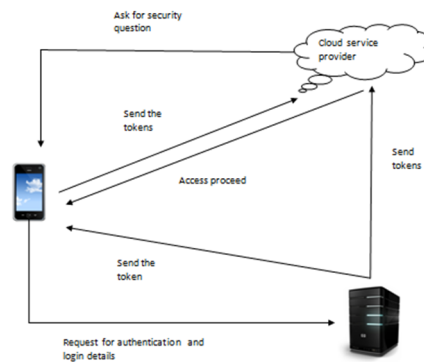 Ask for security
question
Cloud service
provider
Send the
tokens
Send
tokens
Access proceed
Send the
token
Request for authentication and
login details